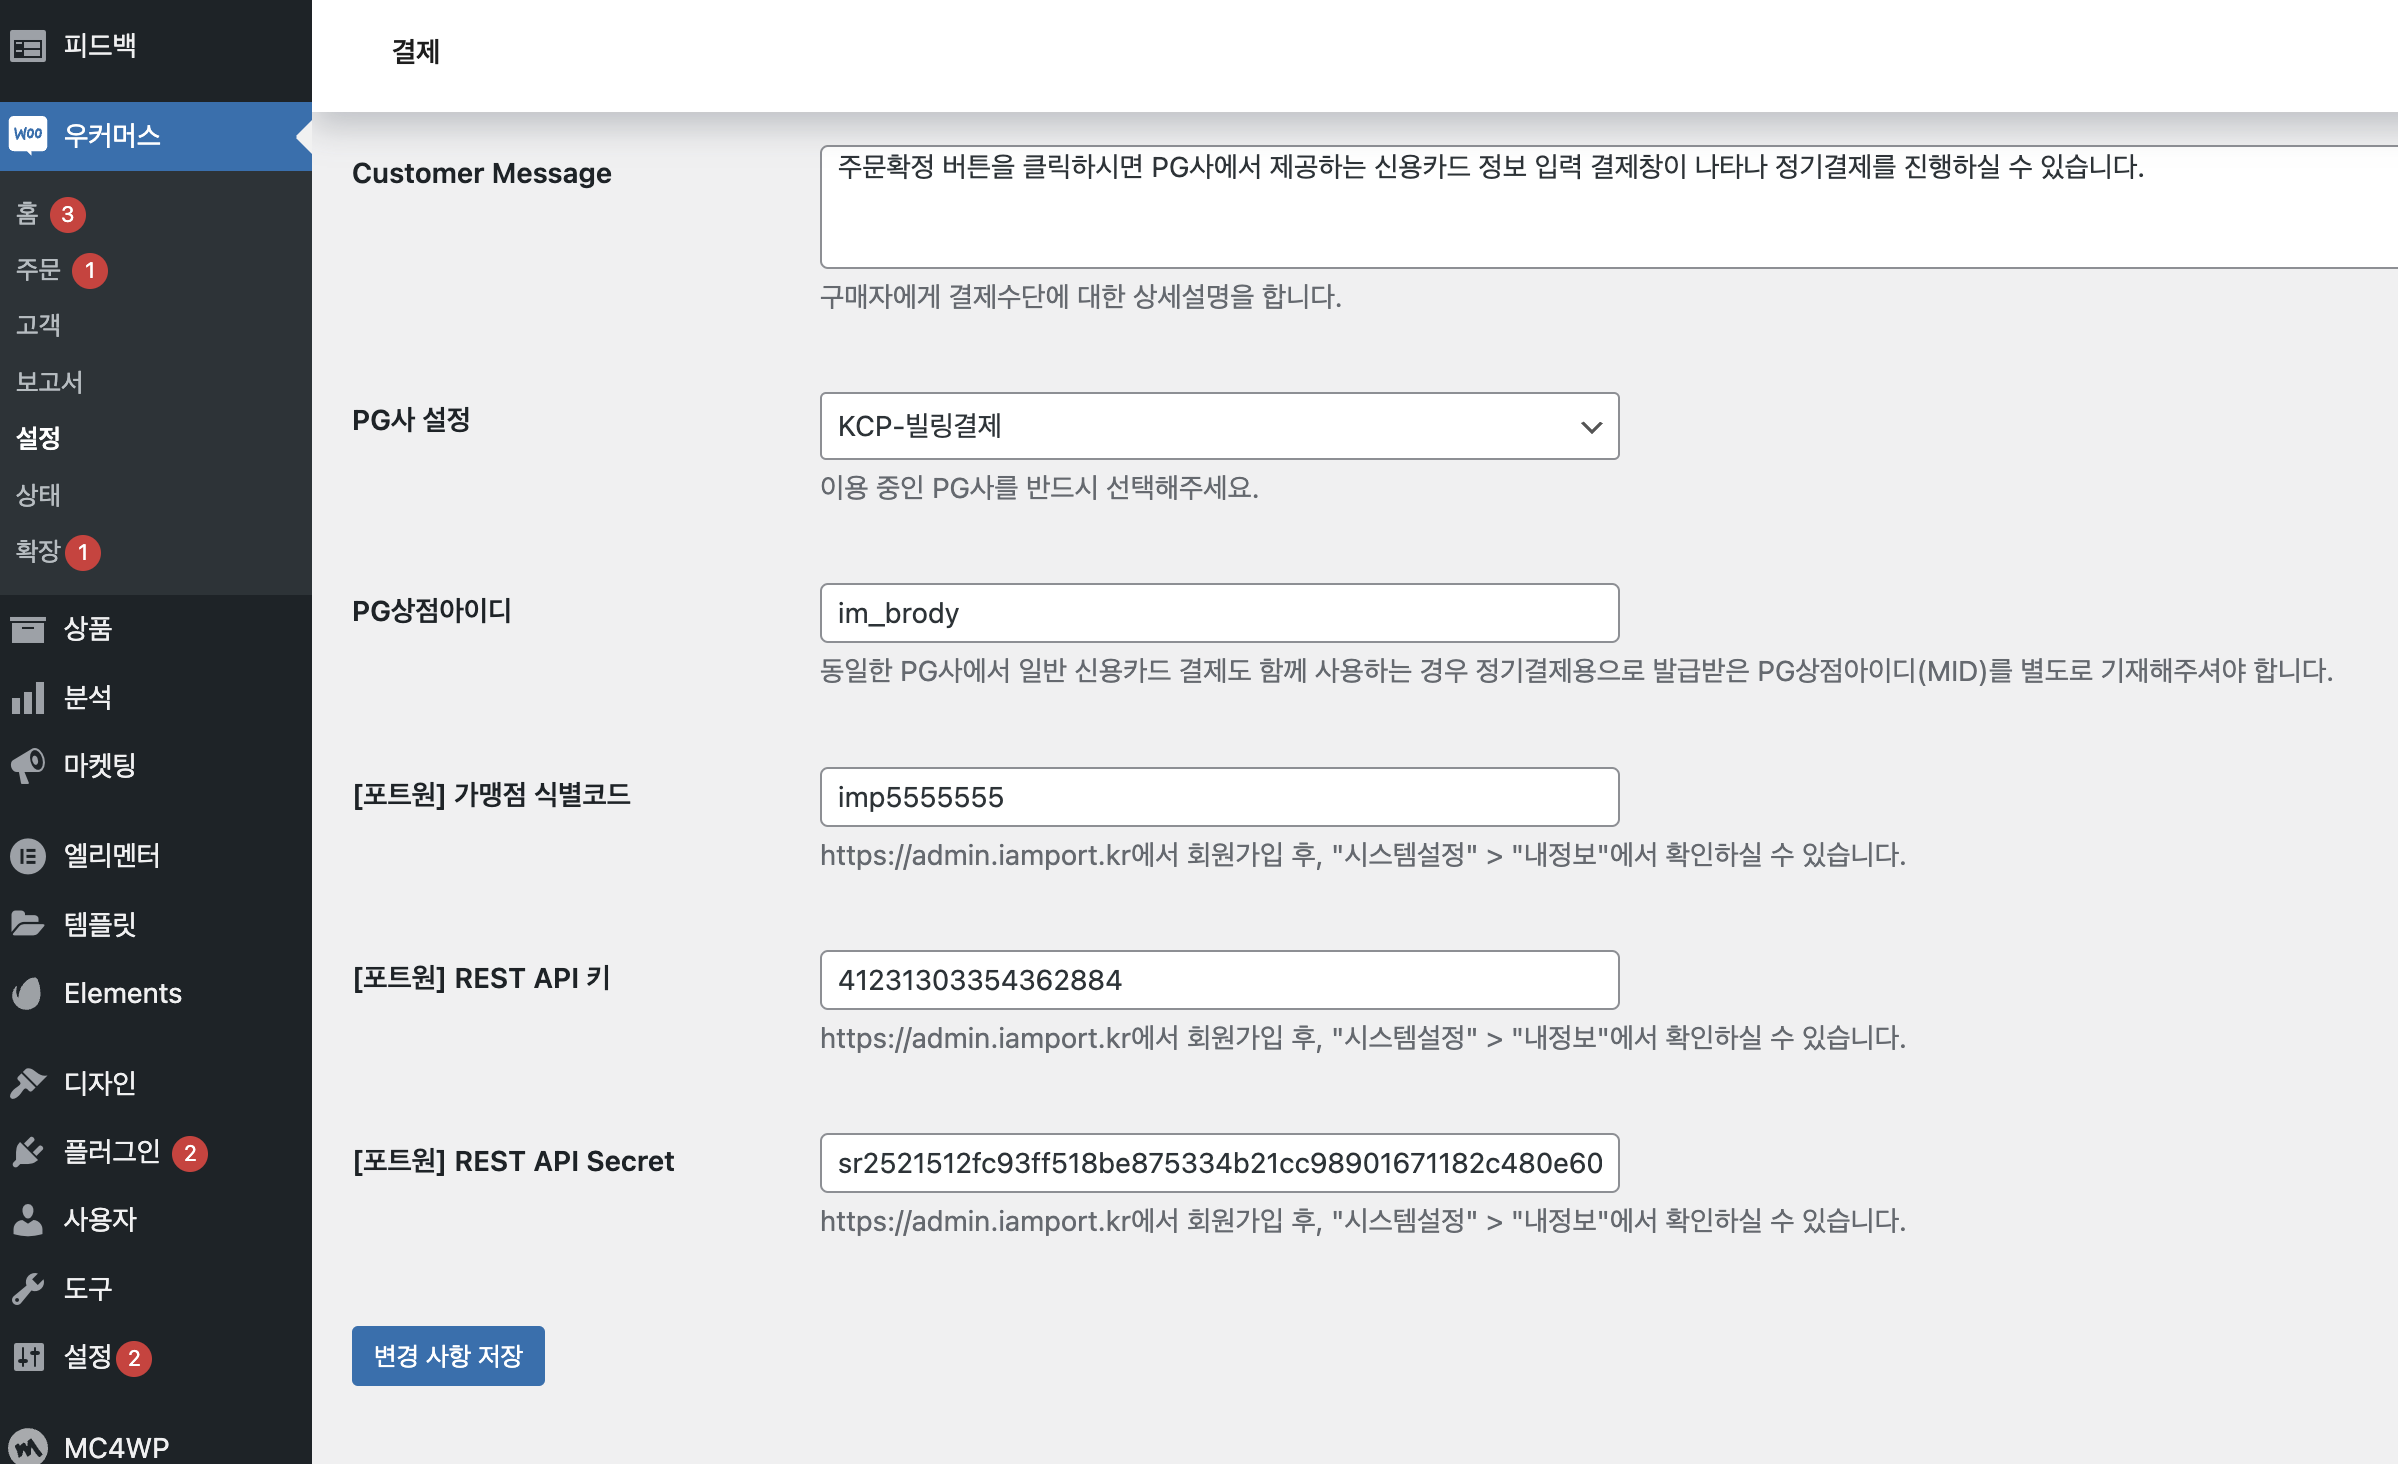 피드백
우커머스
홈 3
주문 1
고객
보고서
설정
상태
확장 1
상품
분석
마켓팅
엘리멘터
템플릿
Elements
디자인
플러그인 2
사용자
도구
설정 2
MC4WP
결제
Customer Message
주문확정 버튼을 클릭하시면 PG사에서 제공하는 신용카드 정보 입력 결제창이 나타나 정기결제를 진행하실 수 있습니다.
구매자에게 결제수단에 대한 상세설명을 합니다.
PG사 설정
KCP-빌링결제
이용 중인 PG사를 반드시 선택해주세요.
PG상점아이디
im_brody
동일한 PG사에서 일반 신용카드 결제도 함께 사용하는 경우 정기결제용으로 발급받은 PG상점아이디(MID)를 별도로 기재해주셔야 합니다.
[포트원] 가맹점 식별코드
imp5555555
https://admin.iamport.kr에서 회원가입 후, "시스템설정" > "내정보"에서 확인하실 수 있습니다.
[포트원] REST API 키
41231303354362884
https://admin.iamport.kr에서 회원가입 후, "시스템설정" > "내정보"에서 확인하실 수 있습니다.
[포트원] REST API Secret
sr2521512fc93ff518be875334b21cc98901671182c480e60
https://admin.iamport.kr에서 회원가입 후, "시스템설정" > "내정보"에서 확인하실 수 있습니다.
변경 사항 저장